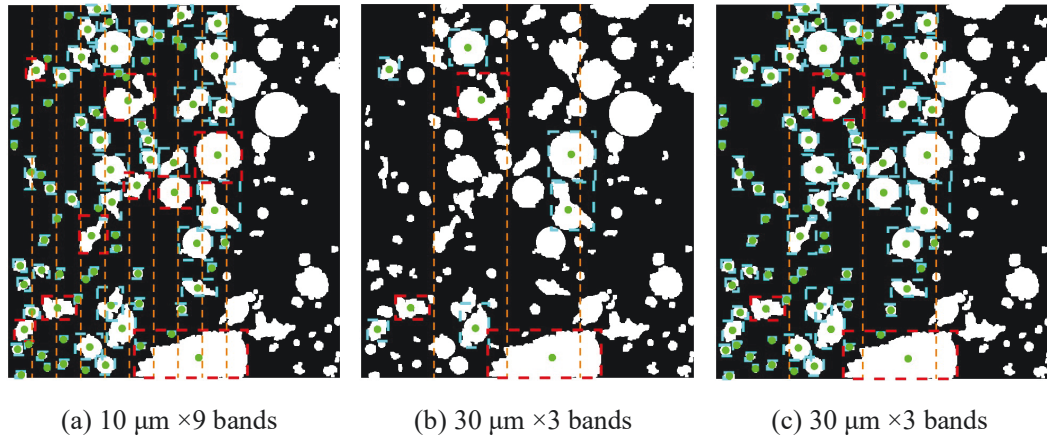 (a) 10 μm ×9 bands
(b) 30 μm ×3 bands
(c) 30 μm ×3 bands